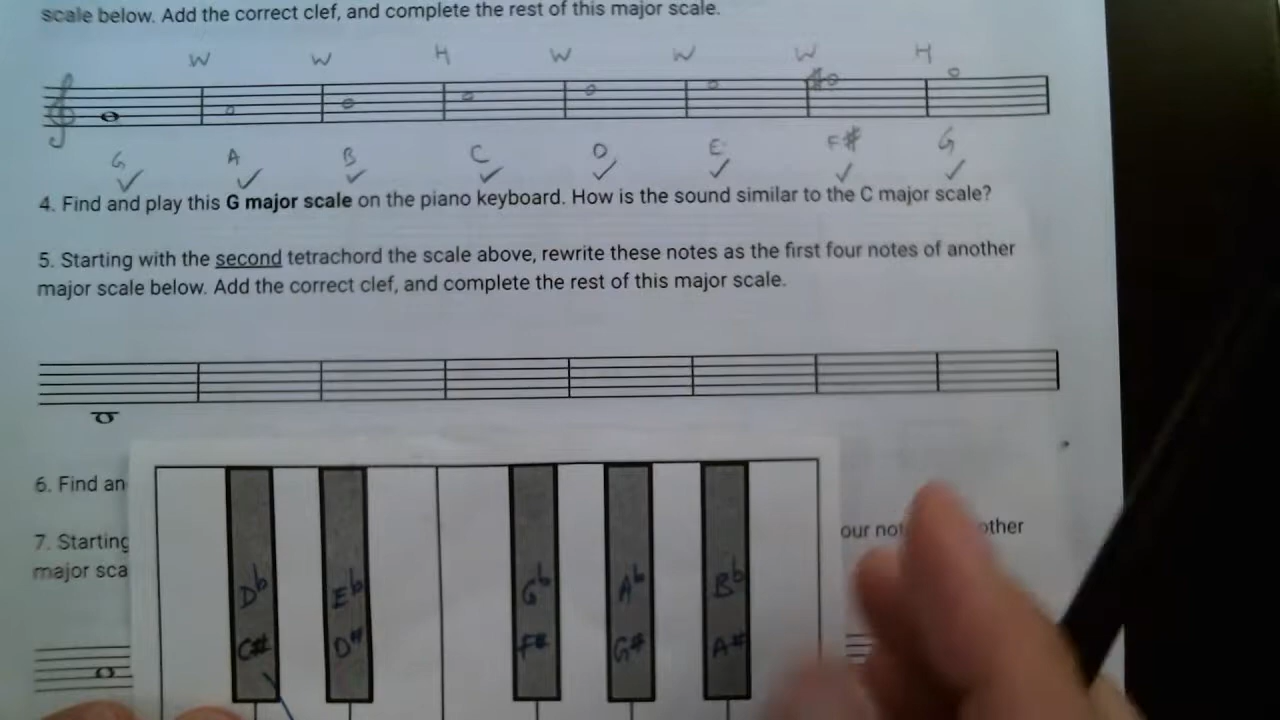 scale below. Add the correct clef, and complete the rest of this major scale.
W W H W W W H
G A B C D E F# G
4. Find and play this G major scale on the piano keyboard. How is the sound similar to the C major scale?
5. Starting with the second tetrachord the scale above, rewrite these notes as the first four notes of another
major scale below. Add the correct clef, and complete the rest of this major scale.
6. Find an
7. Starting our not other
major sca
Db Eb Gb Ab Bb
C# D# F# G# A#